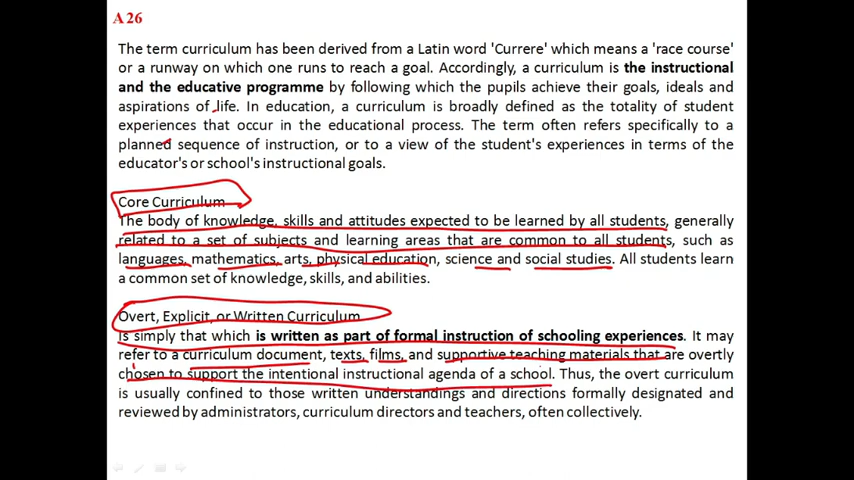 A 26
The term curriculum has been derived from a Latin word 'Currere' which means a 'race course'
or a runway on which one runs to reach a goal. Accordingly, a curriculum is the instructional
and the educative programme by following which the pupils achieve their goals, ideals and
aspirations of life. In education, a curriculum is broadly defined as the totality of student
experiences that occur in the educational process. The term often refers specifically to a
planned sequence of instruction, or to a view of the student's experiences in terms of the
educator's or school's instructional goals.
Core Curriculum
The body of knowledge, skills and attitudes expected to be learned by all students, generally
related to a set of subjects and learning areas that are common to all students, such as
languages, mathematics, arts, physical education, science and social studies. All students learn
a common set of knowledge, skills, and abilities.
Overt, Explicit, or Written Curriculum
Is simply that which is written as part of formal instruction of schooling experiences. It may
refer to a curriculum document, texts, films, and supportive teaching materials that are overtly
chosen to support the intentional instructional agenda of a school. Thus, the overt curriculum
is usually confined to those written understandings and directions formally designated and
reviewed by administrators, curriculum directors and teachers, often collectively.